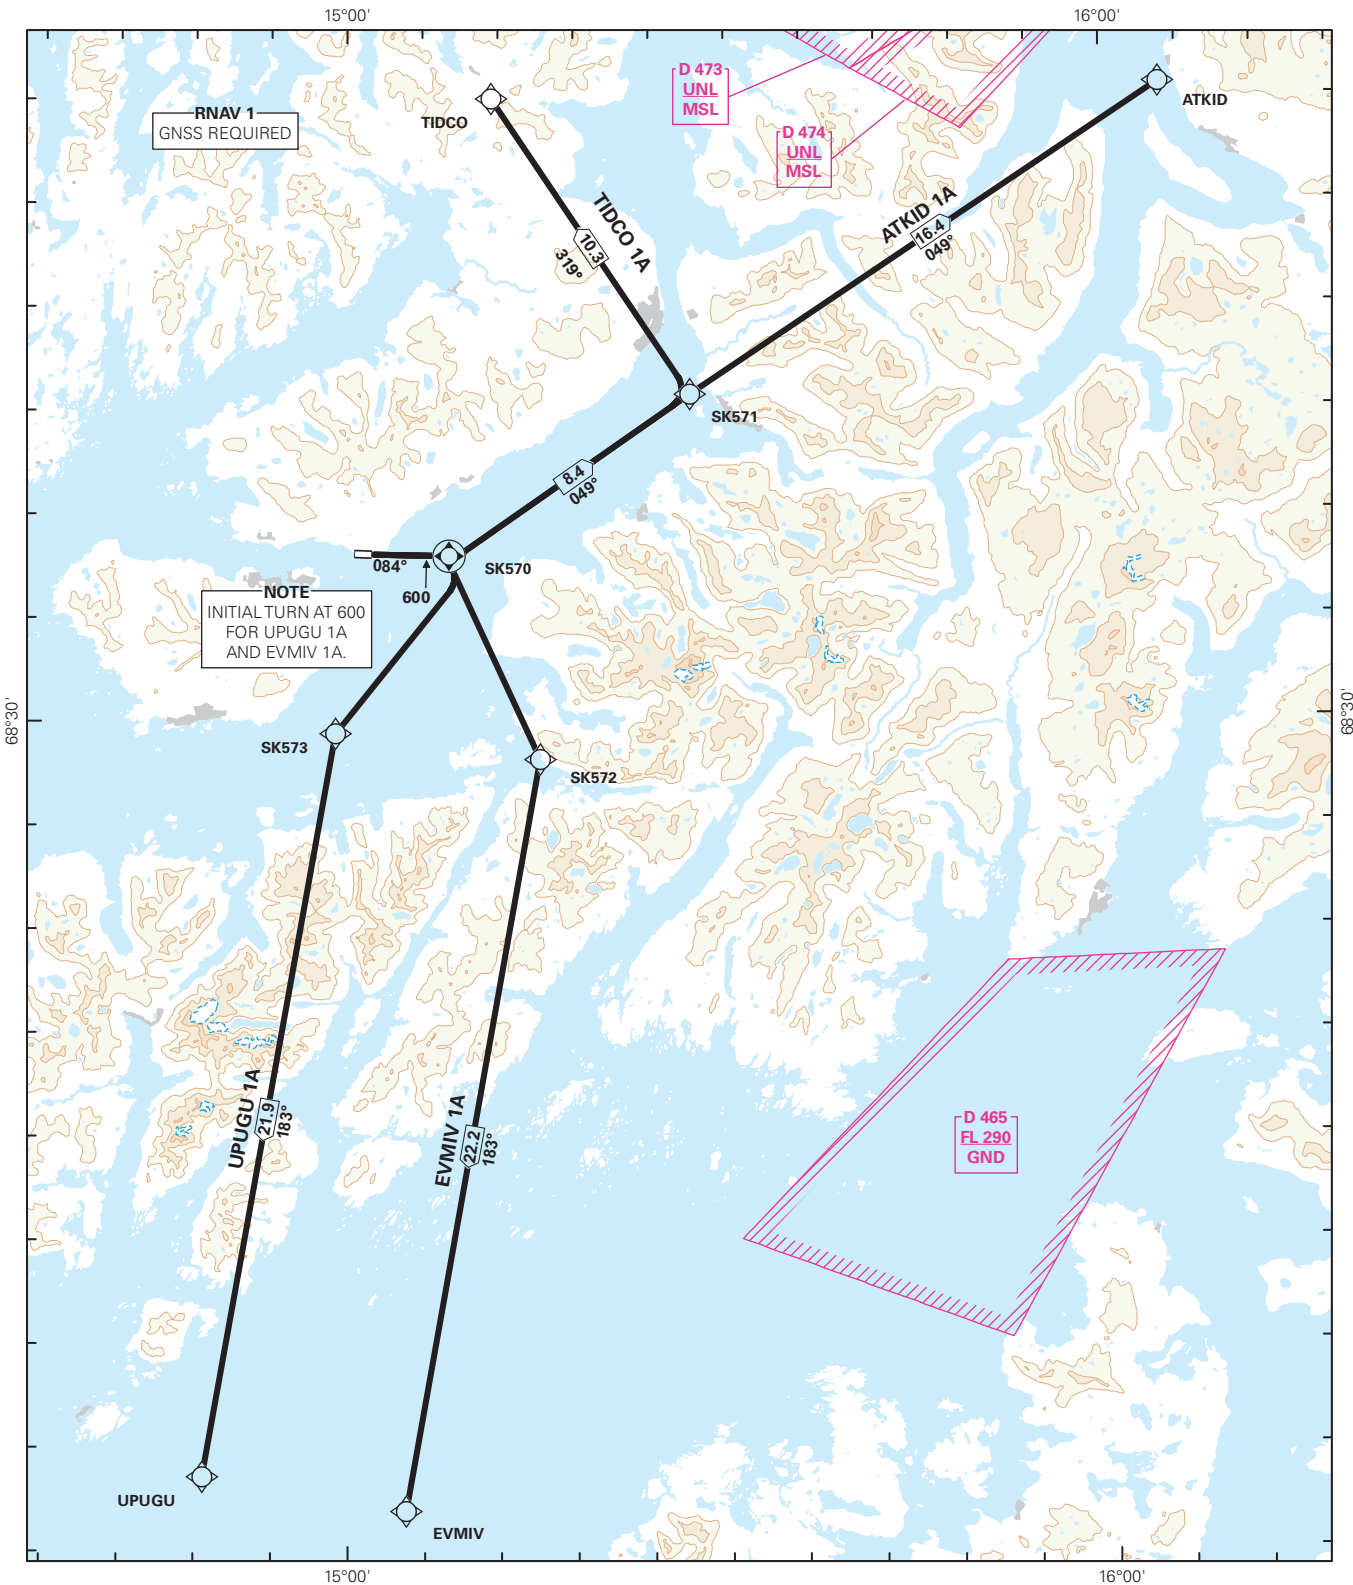 15°00'
16°00'
D 473
UNL
MSL
ATKID
RNAV 1
GNSS REQUIRED
TIDCO
D 474
UNL
MSL
TIDCO 1A
10.3
319°
ATKID 1A
16.4
049°
SK571
8.4
049°
084°
SK570
600
NOTE
INITIAL TURN AT 600
FOR UPUGU 1A
AND EVMIV 1A.
68°30'
68°30'
SK573
SK572
UPUGU 1A
21.9
183°
EVMIV 1A
22.2
183°
D 465
FL 290
GND
UPUGU
EVMIV
15°00'
16°00'